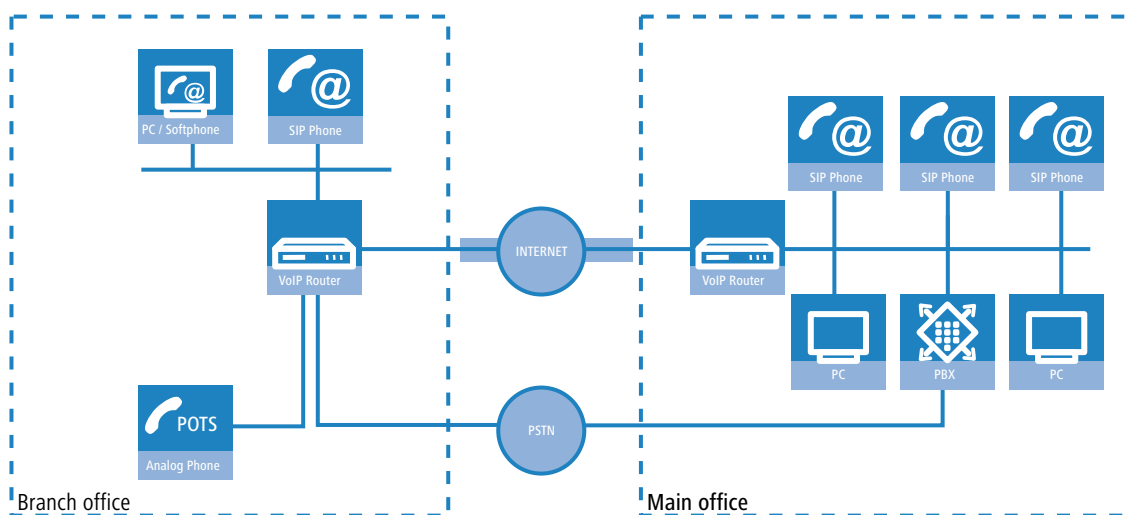 PC / Softphone
@
SIP Phone
@
VoIP Router
POTS
Analog Phone
Branch office
INTERNET
PSTN
SIP Phone
@
SIP Phone
@
SIP Phone
@
VoIP Router
PC
PBX
PC
Main office